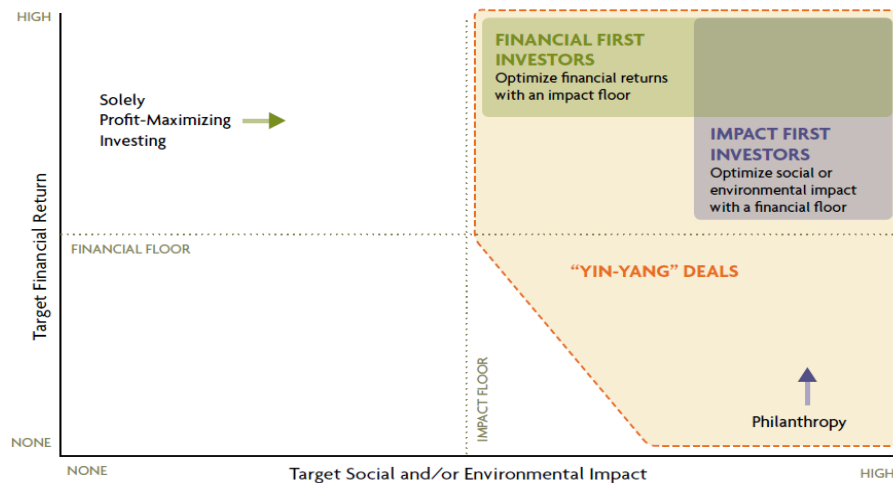 HIGH
FINANCIAL FIRST
INVESTORS
Optimize financial returns
with an impact floor
Solely
Profit-Maximizing
Investing
IMPACT FIRST
INVESTORS
Optimize social or
environmental impact
with a financial floor
Target Financial Return
FINANCIAL FLOOR
“YIN-YANG” DEALS
IMPACT FLOOR
Philanthropy
NONE
NONE
Target Social and/or Environmental Impact
HIGH